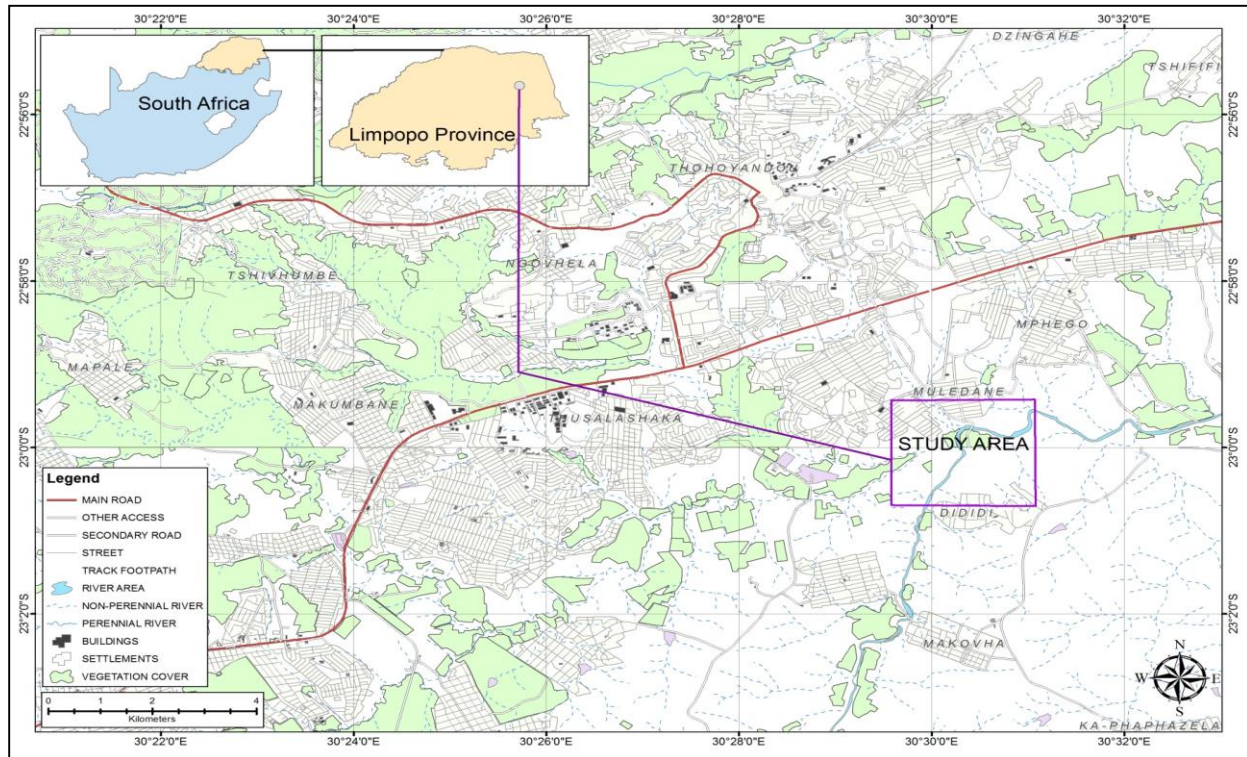 30°22'0"E
30°24'0"E
30°26'0"E
30°28'0"E
30°30'0"E
30°32'0"E
22°56'0"S
22°58'0"S
23°0'0"S
23°2'0"S
22°56'0"S
22°58'0"S
23°0'0"S
23°2'0"S
South Africa
Limpopo Province
DZINGAHE
TSHIFIFI
THOHOYANDOU
NGOVHELA
TSHIVHUMBE
MPHEGO
MAPALE
MAKUMBANE
MUSALASHAKA
MULEDANE
STUDY AREA
DIDIDI
MAKOVHA
KA-PHAPHAZELA
Legend
MAIN ROAD
OTHER ACCESS
SECONDARY ROAD
STREET
TRACK FOOTPATH
RIVER AREA
NON-PERENNIAL RIVER
PERENNIAL RIVER
BUILDINGS
SETTLEMENTS
VEGETATION COVER
0 1 2 4
Kilometers
N
W E
S
30°22'0"E
30°24'0"E
30°26'0"E
30°28'0"E
30°30'0"E
30°32'0"E